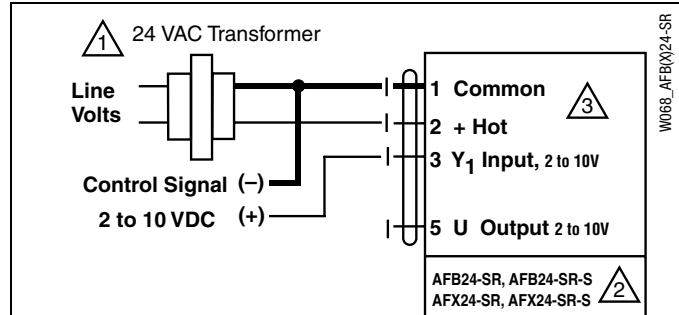 1 24 VAC Transformer
Line
Volts
1 Common
3
2 + Hot
3 Y1 Input, 2 to 10V
Control Signal (–)
2 to 10 VDC (+)
5 U Output 2 to 10V
AFB24-SR, AFB24-SR-S
AFX24-SR, AFX24-SR-S
2
W068_AFB(X)24-SR